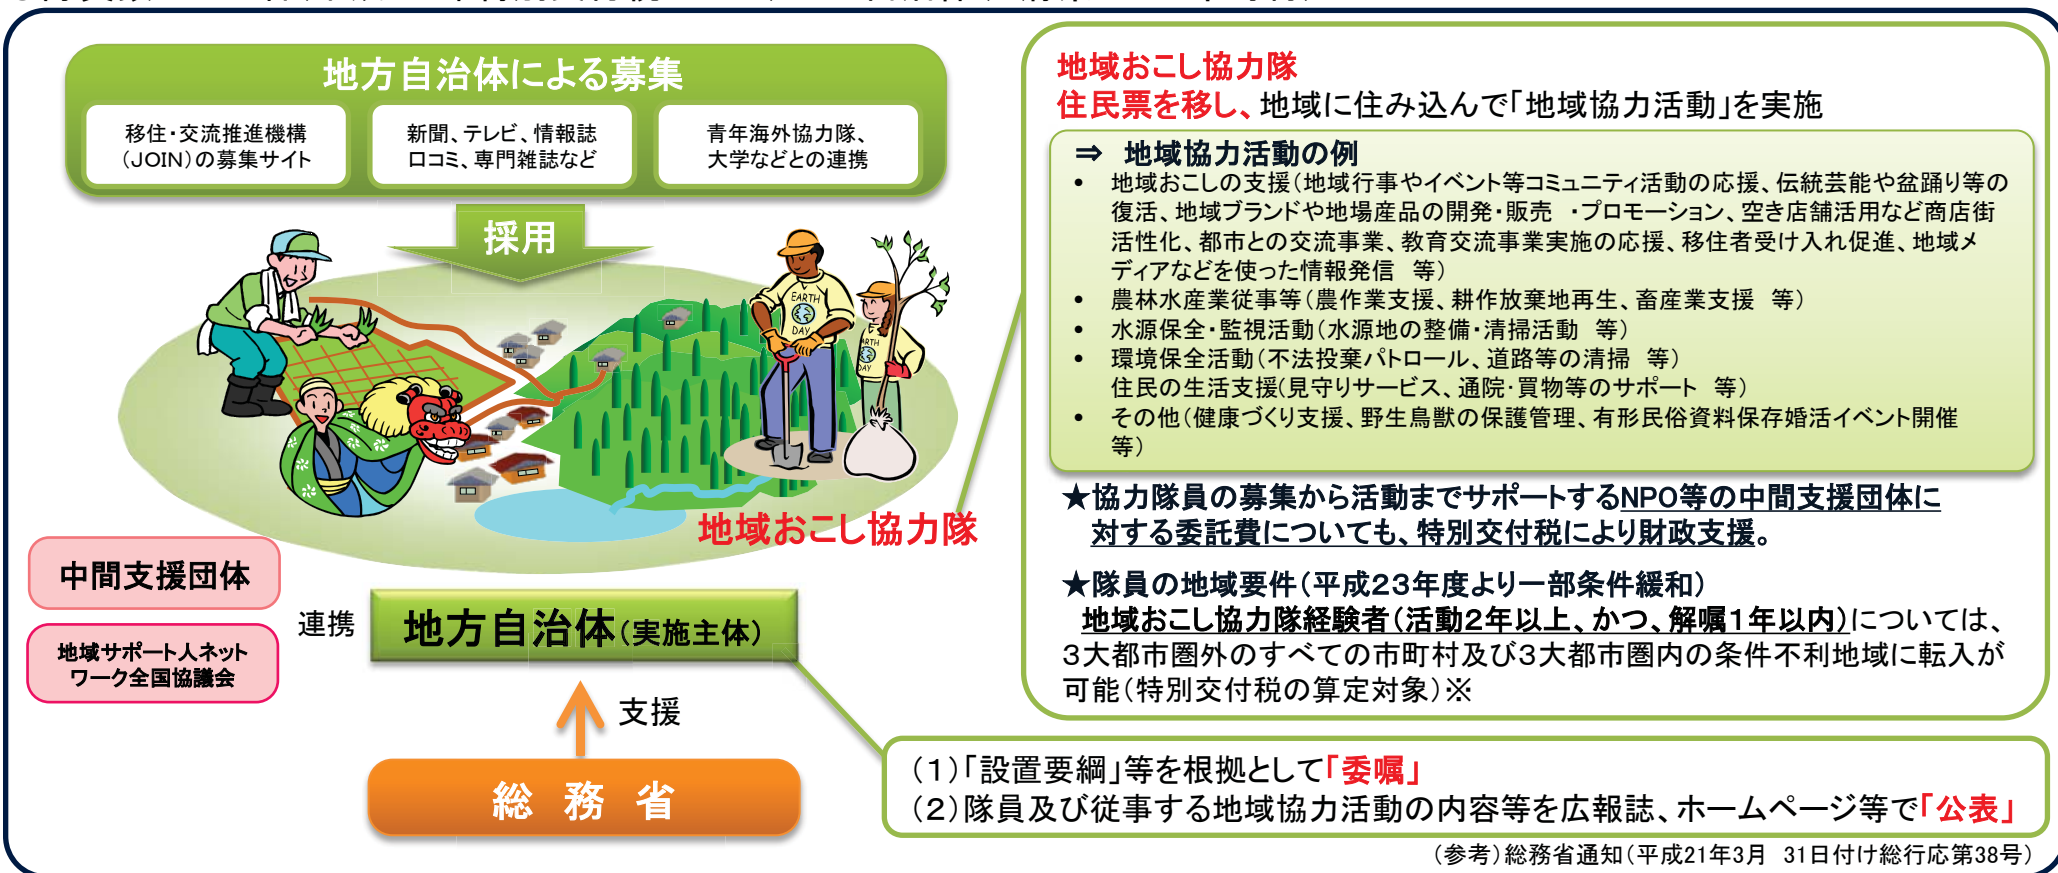 地方自治体による募集
移住・交流推進機構
（JOIN）の募集サイト
新聞、テレビ、情報誌
口コミ、専門雑誌など
青年海外協力隊、
大学などとの連携
採用
EARTH
DAY
EARTH
DAY
地域おこし協力隊
中間支援団体
地域サポート人ネット
ワーク全国協議会
連携
地方自治体（実施主体）
支援
総務省
地域おこし協力隊
住民票を移し、地域に住み込んで「地域協力活動」を実施
⇒ 地域協力活動の例
• 地域おこしの支援（地域行事やイベント等コミュニティ活動の応援、伝統芸能や盆踊り等の
復活、地域ブランドや地場産品の開発・販売 ・プロモーション、空き店舗活用など商店街
活性化、都市との交流事業、教育交流事業実施の応援、移住者受け入れ促進、地域メ
ディアなどを使った情報発信 等）
• 農林水産業従事等（農作業支援、耕作放棄地再生、畜産業支援 等）
• 水源保全・監視活動（水源地の整備・清掃活動 等）
• 環境保全活動（不法投棄パトロール、道路等の清掃 等）
住民の生活支援（見守りサービス、通院・買物等のサポート 等）
• その他（健康づくり支援、野生鳥獣の保護管理、有形民俗資料保存婚活イベント開催
等）
★協力隊員の募集から活動までサポートするNPO等の中間支援団体に
対する委託費についても、特別交付税により財政支援。
★隊員の地域要件（平成２３年度より一部条件緩和）
地域おこし協力隊経験者（活動２年以上、かつ、解嘱１年以内）については、
３大都市圏外のすべての市町村及び３大都市圏内の条件不利地域に転入が
可能（特別交付税の算定対象）※
（１）「設置要綱」等を根拠として「委嘱」
（２）隊員及び従事する地域協力活動の内容等を広報誌、ホームページ等で「公表」
（参考）総務省通知（平成21年3月 31日付け総行応第38号）